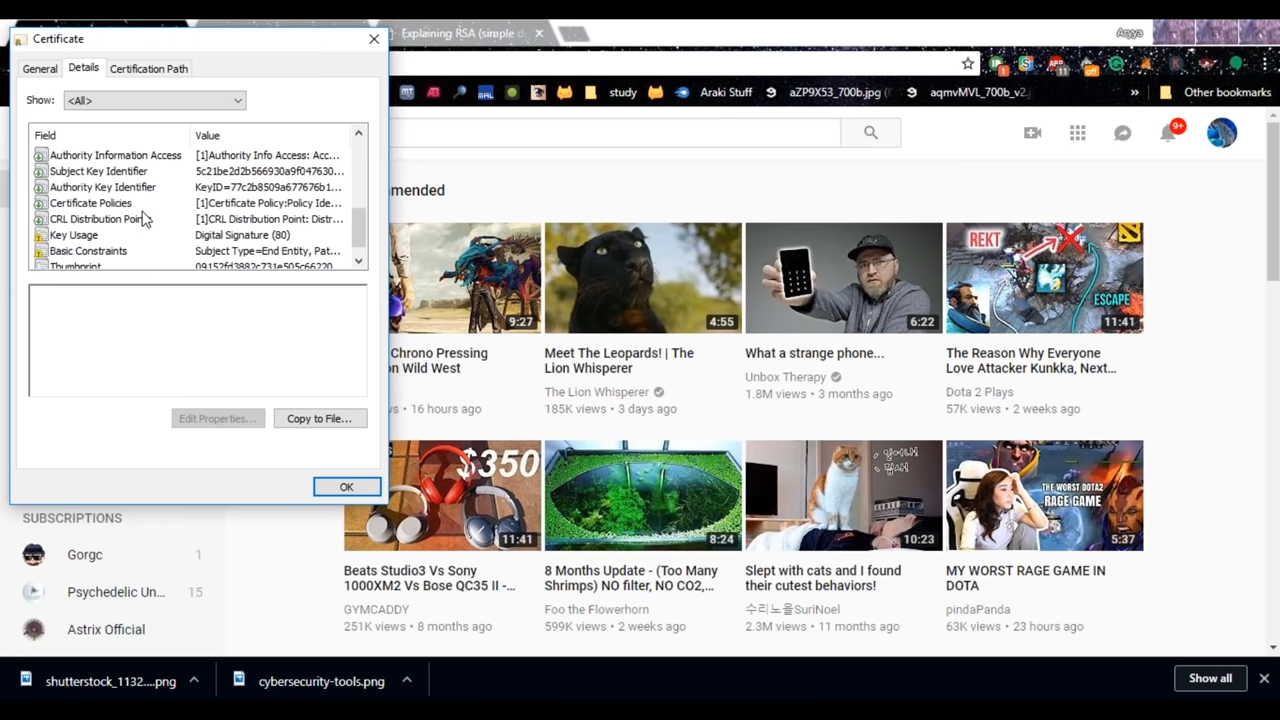 Certificate
Explaining RSA (simple d
Aryya
General
Details
Certification Path
Show: <All>
study
Araki Stuff
aZP9X53_700b.jpg (
aqmvMVL_700b_v2.
»
Other bookmarks
Field Value
Authority Information Access [1]Authority Info Access: Acc...
Subject Key Identifier 5c21be2d2b566930a9f047630...
Authority Key Identifier KeyID=77c2b8509a677676b1...
Certificate Policies [1]Certificate Policy:Policy Ide...
CRL Distribution Point [1]CRL Distribution Point: Distr...
Key Usage Digital Signature (80)
Basic Constraints Subject Type=End Entity, Pat...
Thumbprint 09152fd3882c731e505c66220
Edit Properties...
Copy to File...
OK
9+
mended
9:27
4:55
6:22
REKT
ESCAPE
11:41
Chrono Pressing
n Wild West
s • 16 hours ago
Meet The Leopards! | The
Lion Whisperer
The Lion Whisperer
185K views • 3 days ago
What a strange phone...
Unbox Therapy
1.8M views • 3 months ago
The Reason Why Everyone
Love Attacker Kunkka, Next...
Dota 2 Plays
57K views • 2 weeks ago
$350
11:41
8:24
10:23
THE WORST DOTA2
RAGE GAME
5:37
Beats Studio3 Vs Sony
1000XM2 Vs Bose QC35 II -...
GYMCADDY
251K views • 8 months ago
8 Months Update - (Too Many
Shrimps) NO filter, NO CO2,...
Foo the Flowerhorn
599K views • 2 weeks ago
Slept with cats and I found
their cutest behaviors!
수리노을SuriNoel
2.3M views • 11 months ago
MY WORST RAGE GAME IN
DOTA
pindaPanda
63K views • 23 hours ago
SUBSCRIPTIONS
Gorgc 1
Psychedelic Un... 15
Astrix Official
shutterstock_1132....png
cybersecurity-tools.png
Show all